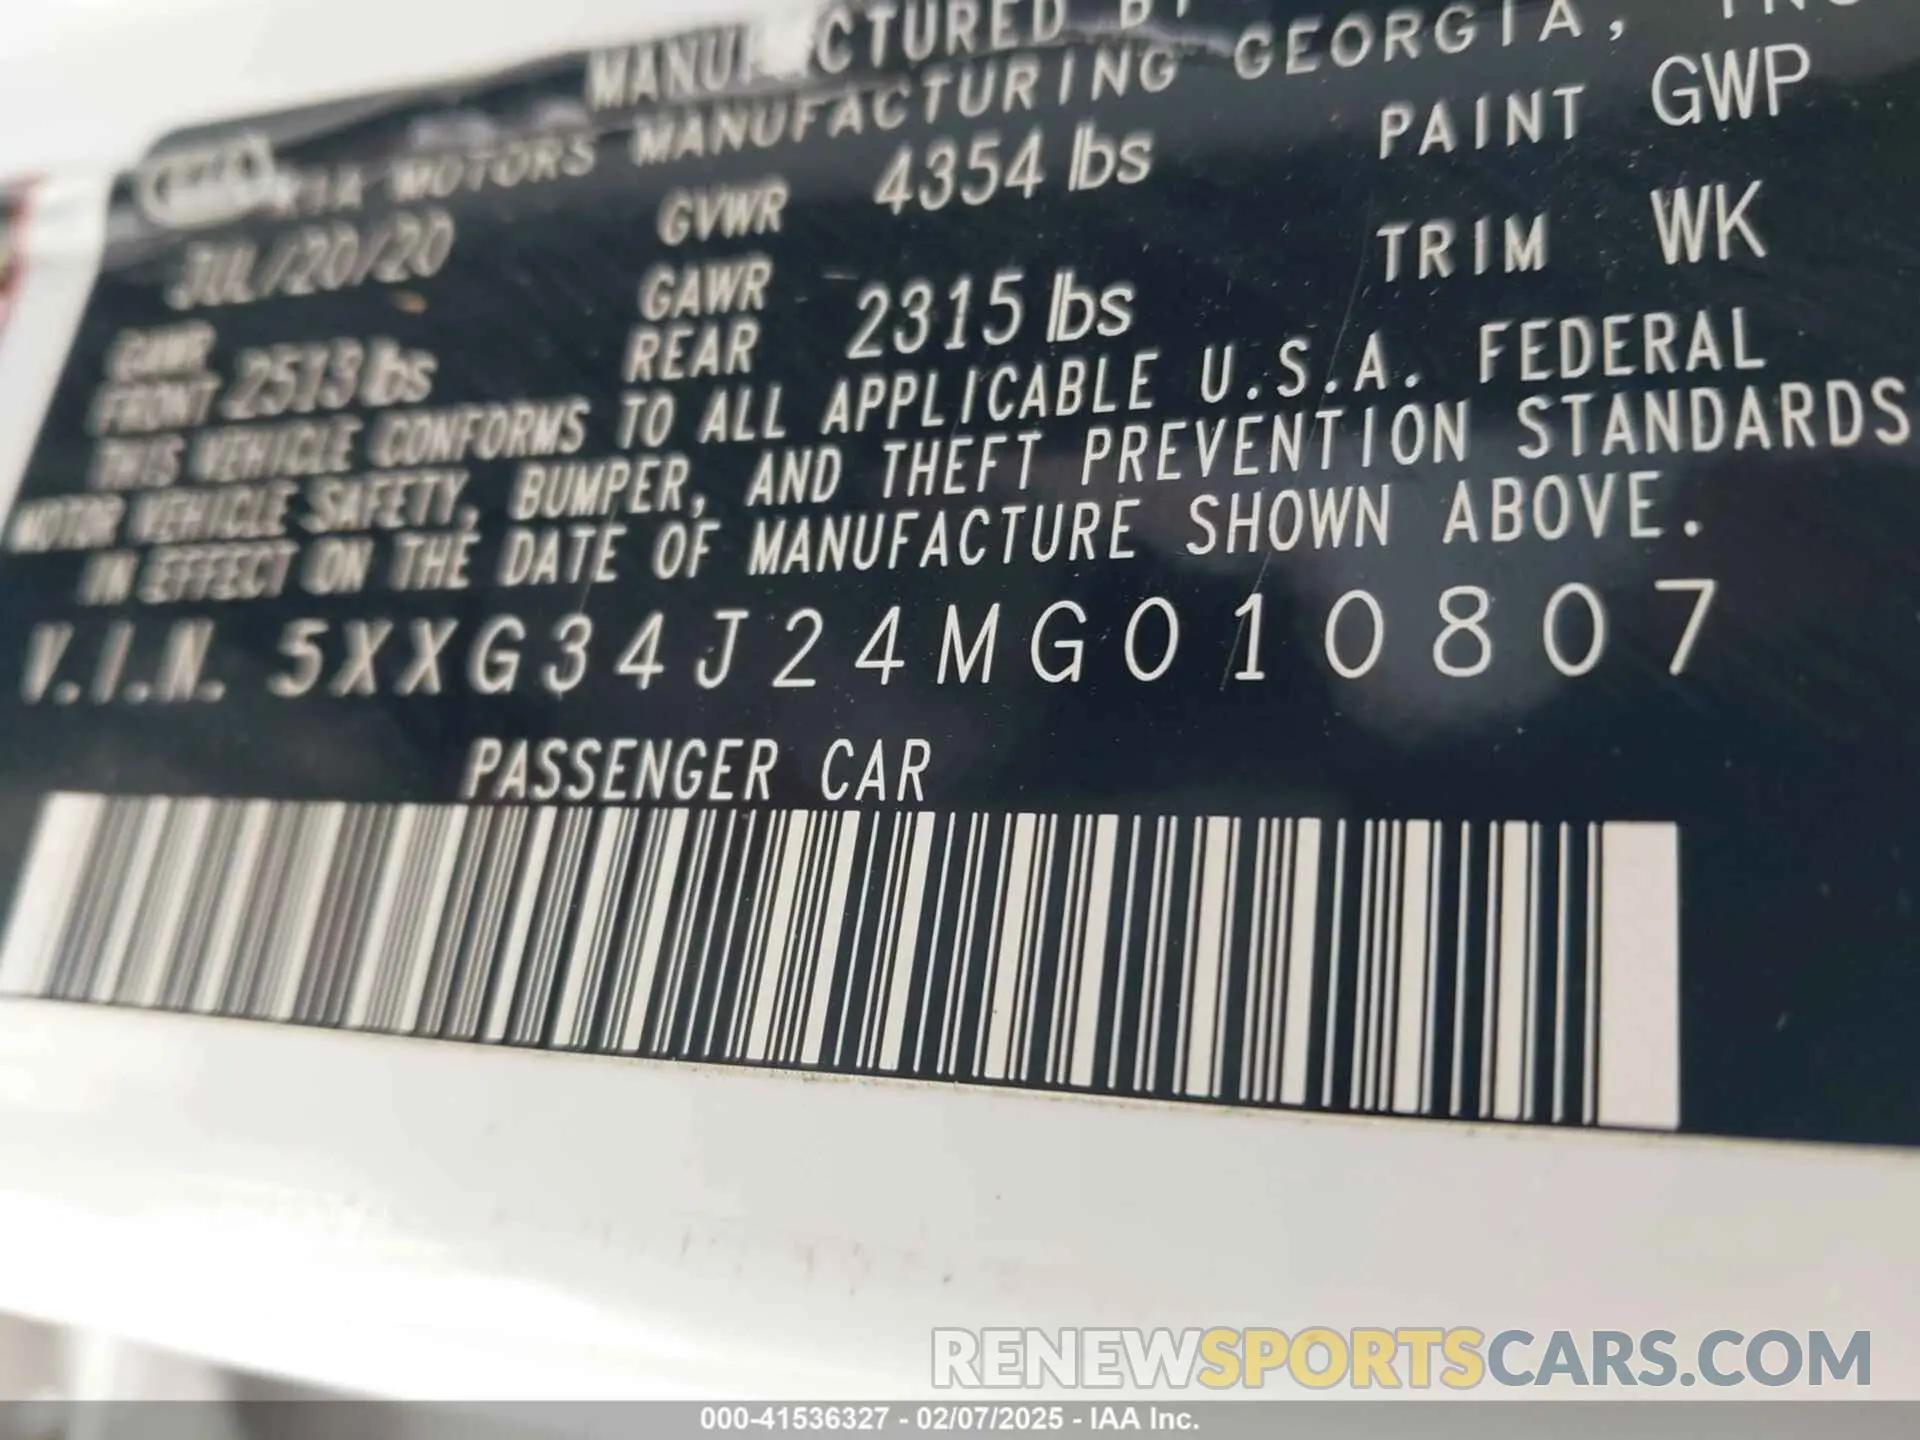 MANUFACTURED BY
KIA MOTORS MANUFACTURING GEORGIA, INC
JUL/20/20 GVWR 4354 lbs PAINT GWP
GAWR FRONT 2513 lbs GAWR REAR 2315 lbs TRIM WK
THIS VEHICLE CONFORMS TO ALL APPLICABLE U.S.A. FEDERAL
MOTOR VEHICLE SAFETY, BUMPER, AND THEFT PREVENTION STANDARDS
IN EFFECT ON THE DATE OF MANUFACTURE SHOWN ABOVE.
V.I.N. 5XXG34J24MG010807
PASSENGER CAR
RENEWSPORTSCARS.COM
000-41536327 - 02/07/2025 - IAA Inc.